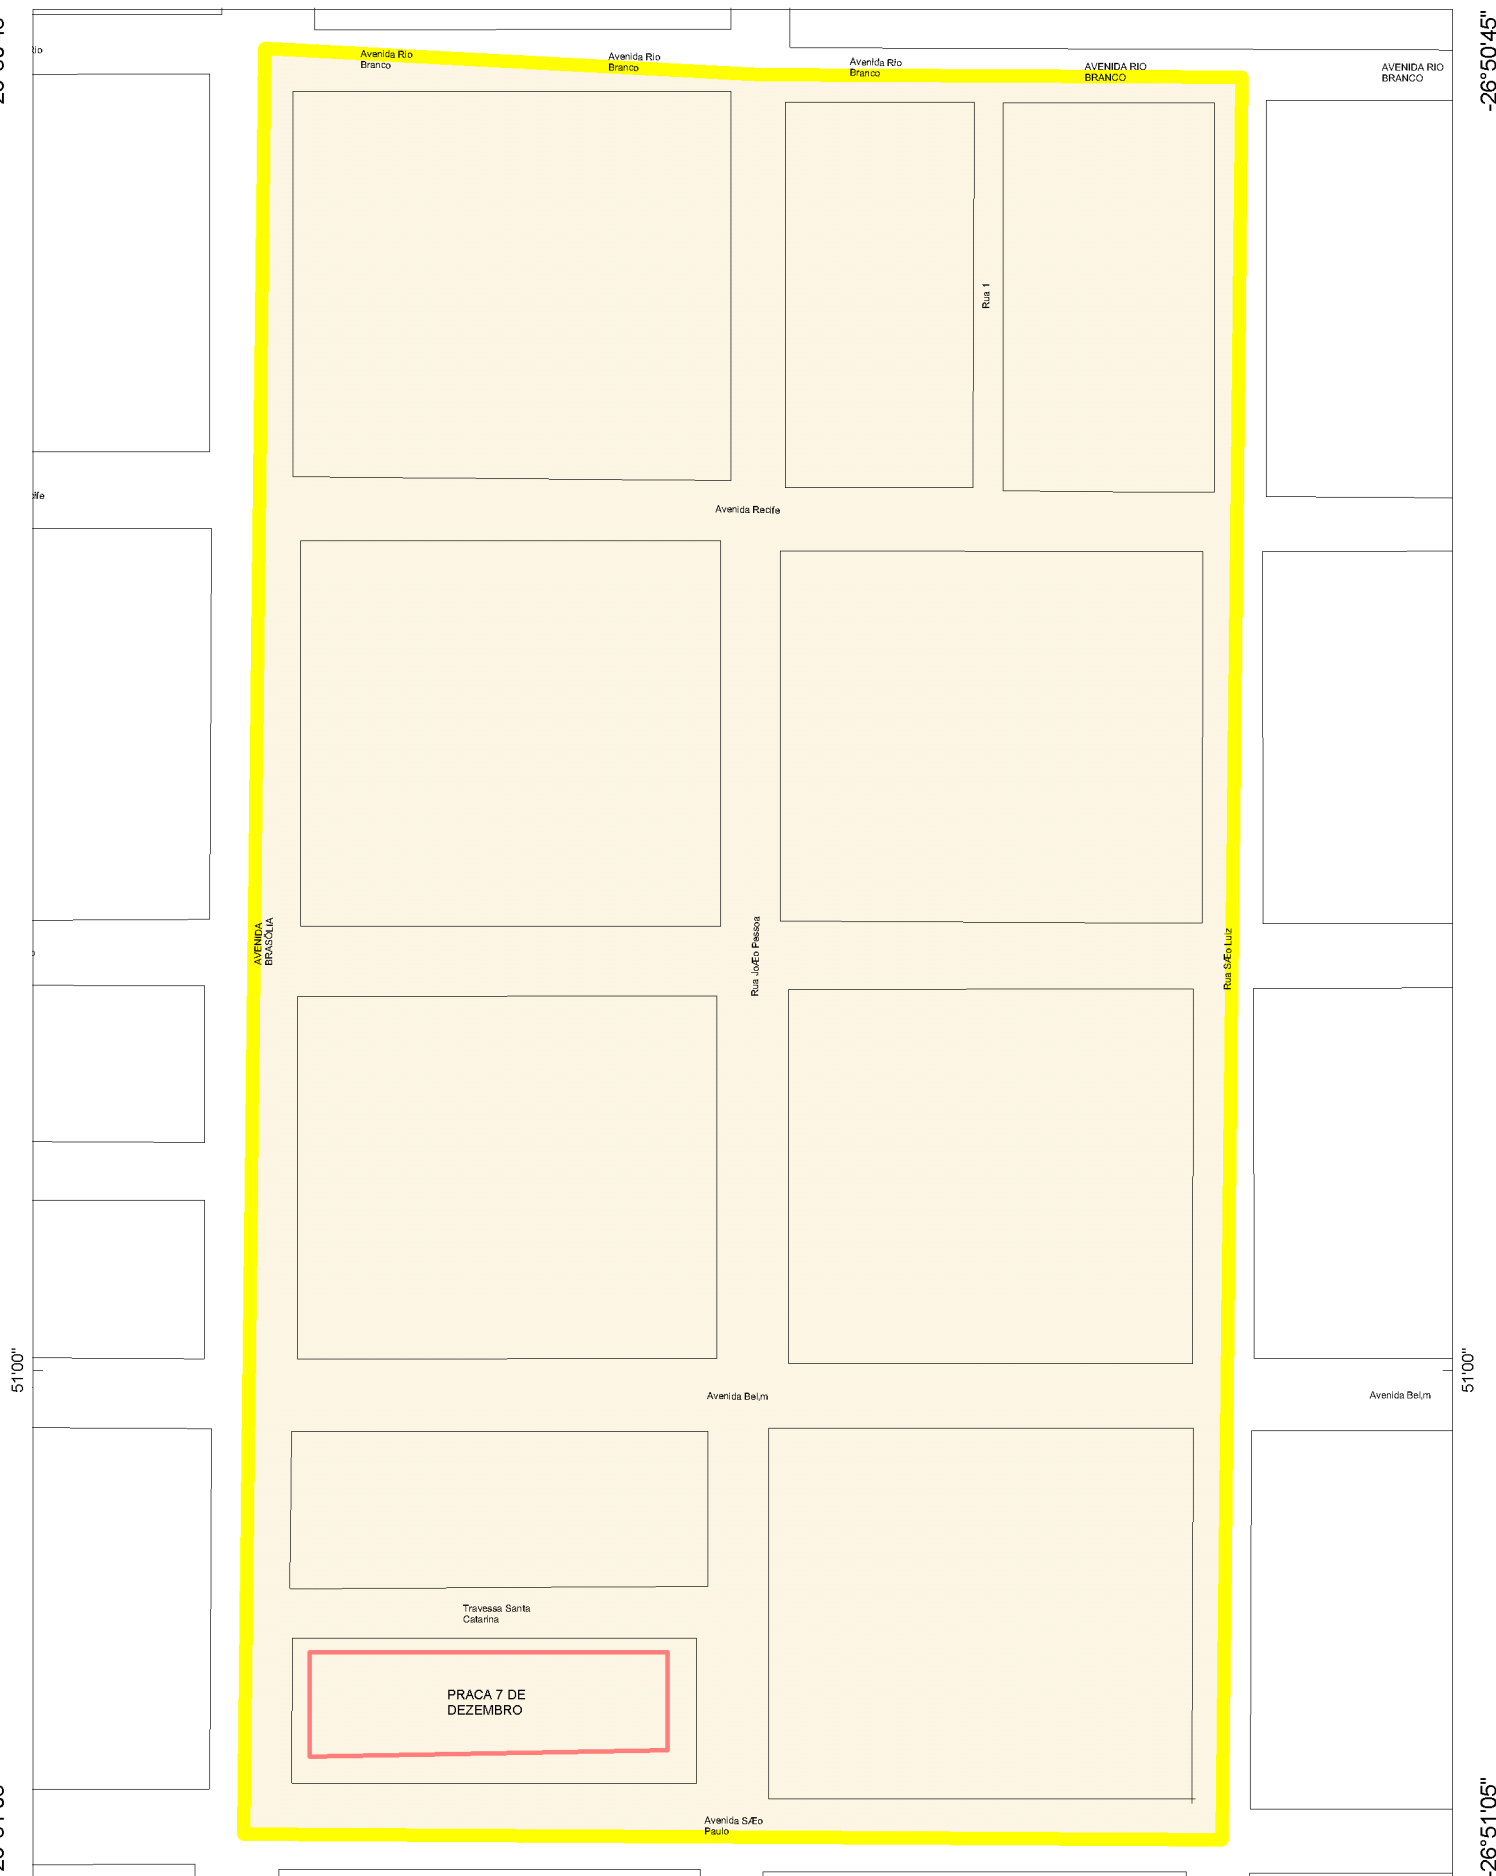 -26°50'45"
Avenida Rio
Branco
Avenida Rio
Branco
Avenida Rio
Branco
AVENIDA RIO
BRANCO
AVENIDA RIO
BRANCO
Rua 1
Avenida Recife
AVENIDA
BRASÖLIA
Rua JoÆo Pessoa
Rua SÆo Luiz
51'00"
51'00"
Avenida Bel,m
Avenida Bel,m
Travessa Santa
Catarina
PRACA 7 DE
DEZEMBRO
Avenida SÆo
Paulo
-26°51'05"